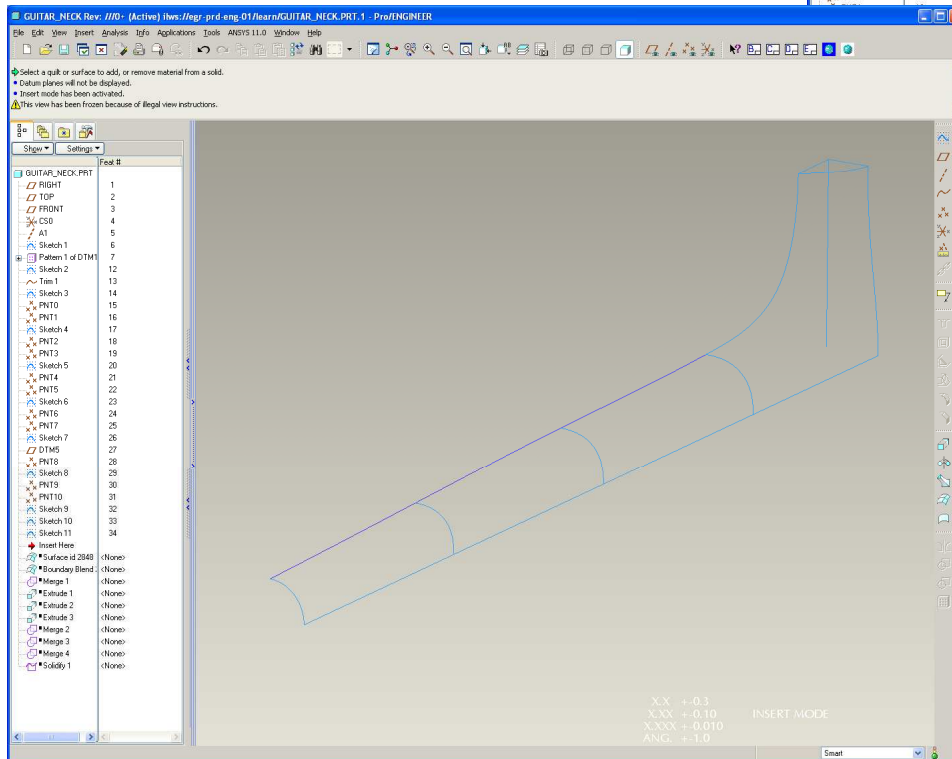 GUITAR_NECK Rev: ///0+ (Active) ilws://egr-prd-eng-01/learn/GUITAR_NECK.PRT.1 - Pro/ENGINEER
File Edit View Insert Analysis Info Applications Tools ANSYS 11.0 Window Help
Select a quilt or surface to add, or remove material from a solid.
Datum planes will not be displayed.
Insert mode has been activated.
This view has been frozen because of illegal view instructions.
Show Settings
Feat #
GUITAR_NECK.PRT
RIGHT 1
TOP 2
FRONT 3
CS0 4
A1 5
Sketch 1 6
Pattern 1 of DTM1 7
Sketch 2 12
Trim 1 13
Sketch 3 14
PNT0 15
PNT1 16
Sketch 4 17
PNT2 18
PNT3 19
Sketch 5 20
PNT4 21
PNT5 22
Sketch 6 23
PNT6 24
PNT7 25
Sketch 7 26
DTM5 27
PNT8 28
Sketch 8 29
PNT9 30
PNT10 31
Sketch 9 32
Sketch 10 33
Sketch 11 34
Insert Here
Surface id 2848 <None>
Boundary Blend <None>
Merge 1 <None>
Extrude 1 <None>
Extrude 2 <None>
Extrude 3 <None>
Merge 2 <None>
Merge 3 <None>
Merge 4 <None>
Solidify 1 <None>
X.X +-0.3
X.XX +-0.10 INSERT MODE
X.XXX +-0.010
ANG. +-1.0
Smart